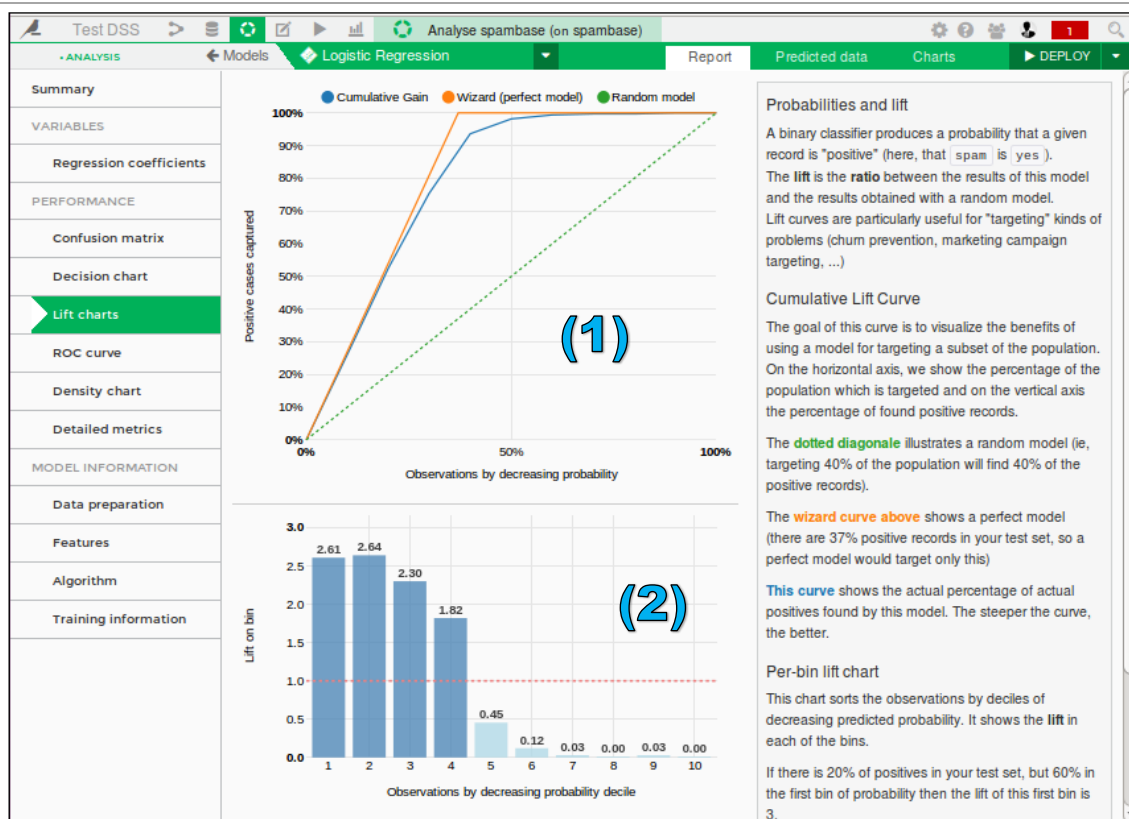 Test DSS
Analyse spambase (on spambase)
1
• ANALYSIS
Models
Logistic Regression
Report
Predicted data
Charts
DEPLOY
Summary
VARIABLES
Regression coefficients
PERFORMANCE
Confusion matrix
Decision chart
Lift charts
ROC curve
Density chart
Detailed metrics
MODEL INFORMATION
Data preparation
Features
Algorithm
Training information
Cumulative Gain
Wizard (perfect model)
Random model
100%
90%
80%
70%
60%
50%
40%
30%
20%
10%
0%
Positive cases captured
0%
50%
100%
Observations by decreasing probability
(1)
3.0
2.5
2.0
1.5
1.0
0.5
0.0
Lift on bin
2.61
2.64
2.30
1.82
0.45
0.12
0.03
0.00
0.03
0.00
1
2
3
4
5
6
7
8
9
10
Observations by decreasing probability decile
(2)
Probabilities and lift
A binary classifier produces a probability that a given
record is "positive" (here, that spam is yes ).
The lift is the ratio between the results of this model
and the results obtained with a random model.
Lift curves are particularly useful for "targeting" kinds of
problems (churn prevention, marketing campaign
targeting, ...)
Cumulative Lift Curve
The goal of this curve is to visualize the benefits of
using a model for targeting a subset of the population.
On the horizontal axis, we show the percentage of the
population which is targeted and on the vertical axis
the percentage of found positive records.
The dotted diagonale illustrates a random model (ie,
targeting 40% of the population will find 40% of the
positive records).
The wizard curve above shows a perfect model
(there are 37% positive records in your test set, so a
perfect model would target only this)
This curve shows the actual percentage of actual
positives found by this model. The steeper the curve,
the better.
Per-bin lift chart
This chart sorts the observations by deciles of
decreasing predicted probability. It shows the lift in
each of the bins.
If there is 20% of positives in your test set, but 60% in
the first bin of probability then the lift of this first bin is
3.